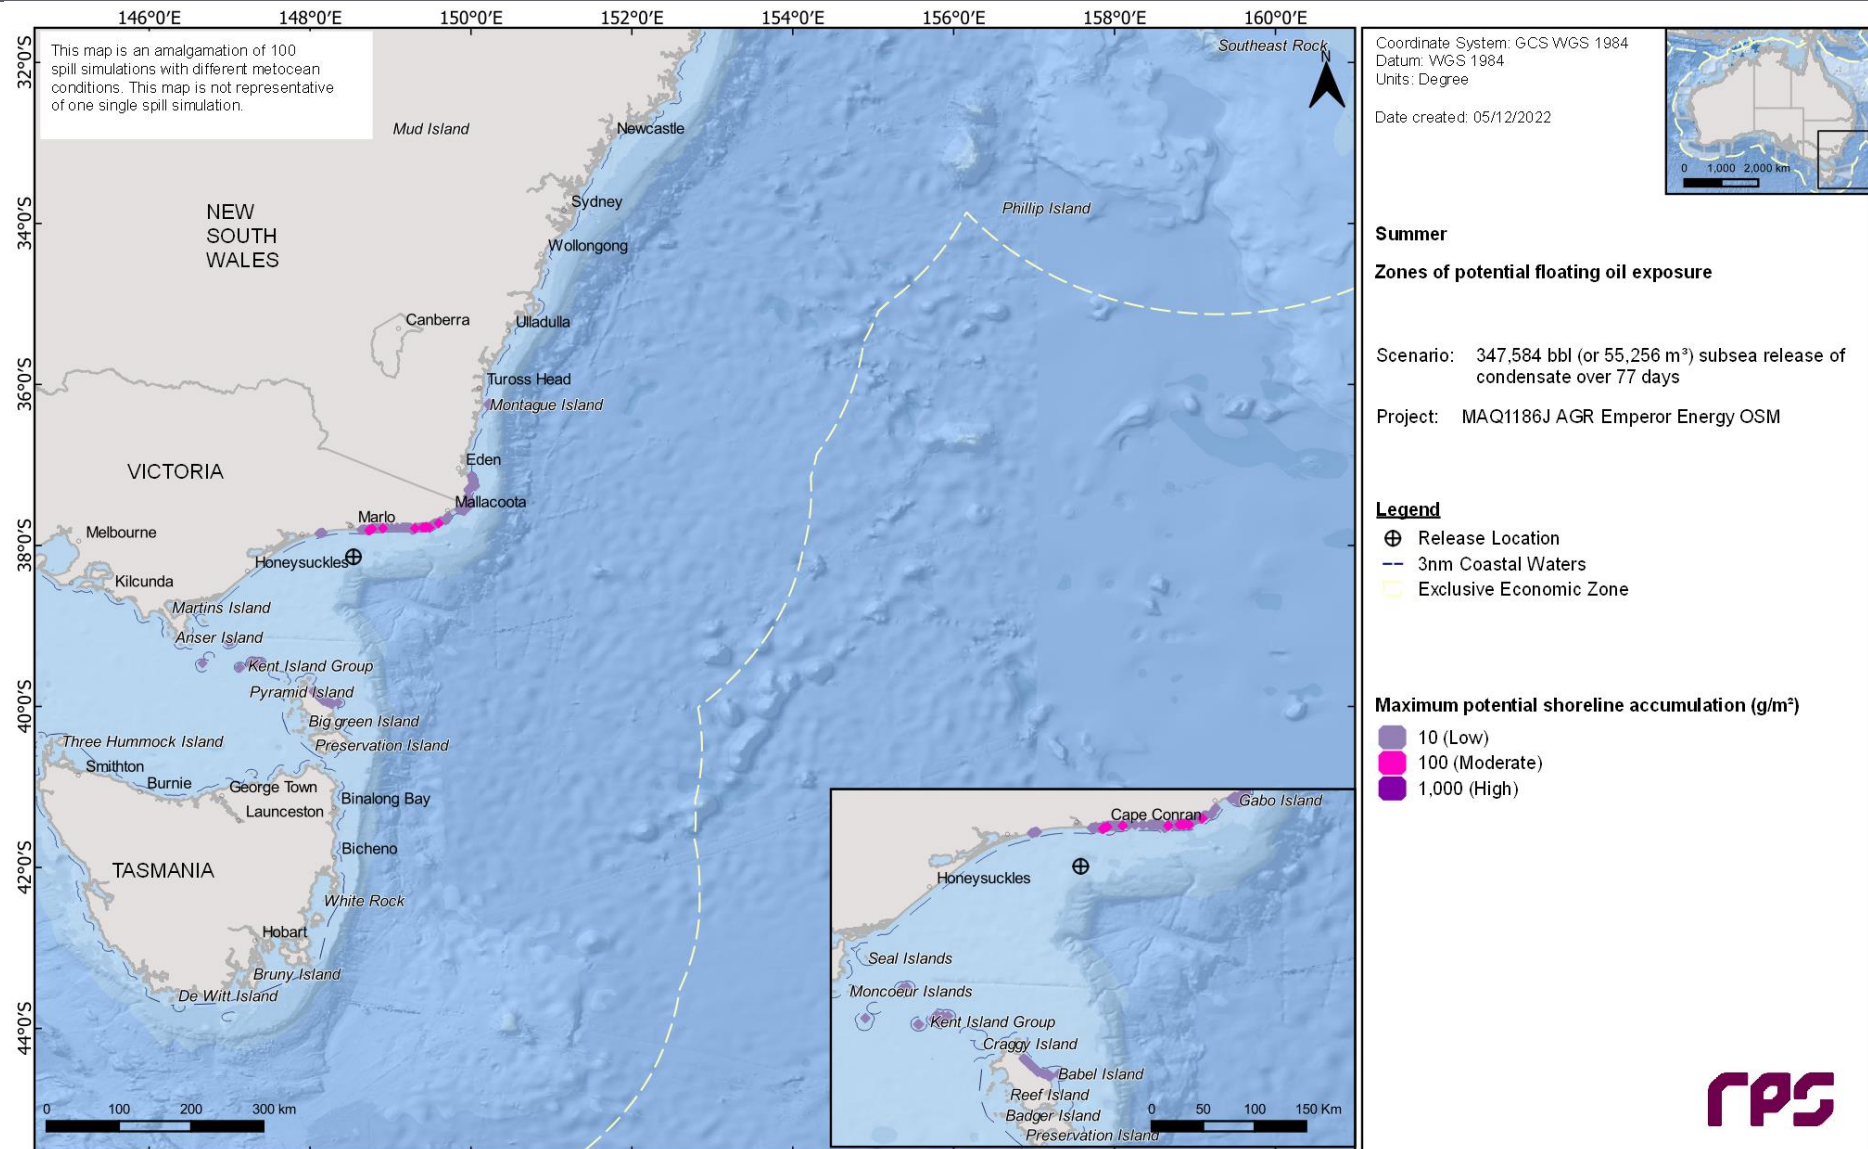 146°0'E 148°0'E 150°0'E 152°0'E 154°0'E 156°0'E 158°0'E 160°0'E
32°S
34°S
36°S
38°S
40°S
42°S
44°S
This map is an amalgamation of 100
spill simulations with different metocean
conditions. This map is not representative
of one single spill simulation.
Southeast Rock
N
Mud Island
Newcastle
NEW
SOUTH
WALES
Sydney
Phillip Island
Wollongong
Canberra
Ulladulla
Tuross Head
Montague Island
VICTORIA
Eden
Mallacoota
Marlo
Melbourne
Honeysuckles
Kilcunda
Martins Island
Anser Island
Kent Island Group
Pyramid Island
Big green Island
Three Hummock Island
Preservation Island
Smithton
Burnie
George Town
Binalong Bay
Launceston
Bicheno
TASMANIA
White Rock
Hobart
Bruny Island
De Witt Island
0 100 200 300 km
Gabo Island
Cape Conran
Honeysuckles
Seal Islands
Moncoeur Islands
Kent Island Group
Craggy Island
Babel Island
Reef Island
Badger Island
Preservation Island
0 50 100 150 Km
Coordinate System: GCS WGS 1984
Datum: WGS 1984
Units: Degree
Date created: 05/12/2022
0 1,000 2,000 km
Summer
Zones of potential floating oil exposure
Scenario: 347,584 bbl (or 55,256 m³) subsea release of
condensate over 77 days
Project: MAQ1186J AGR Emperor Energy OSM
Legend
Release Location
3nm Coastal Waters
Exclusive Economic Zone
Maximum potential shoreline accumulation (g/m²)
10 (Low)
100 (Moderate)
1,000 (High)
rps